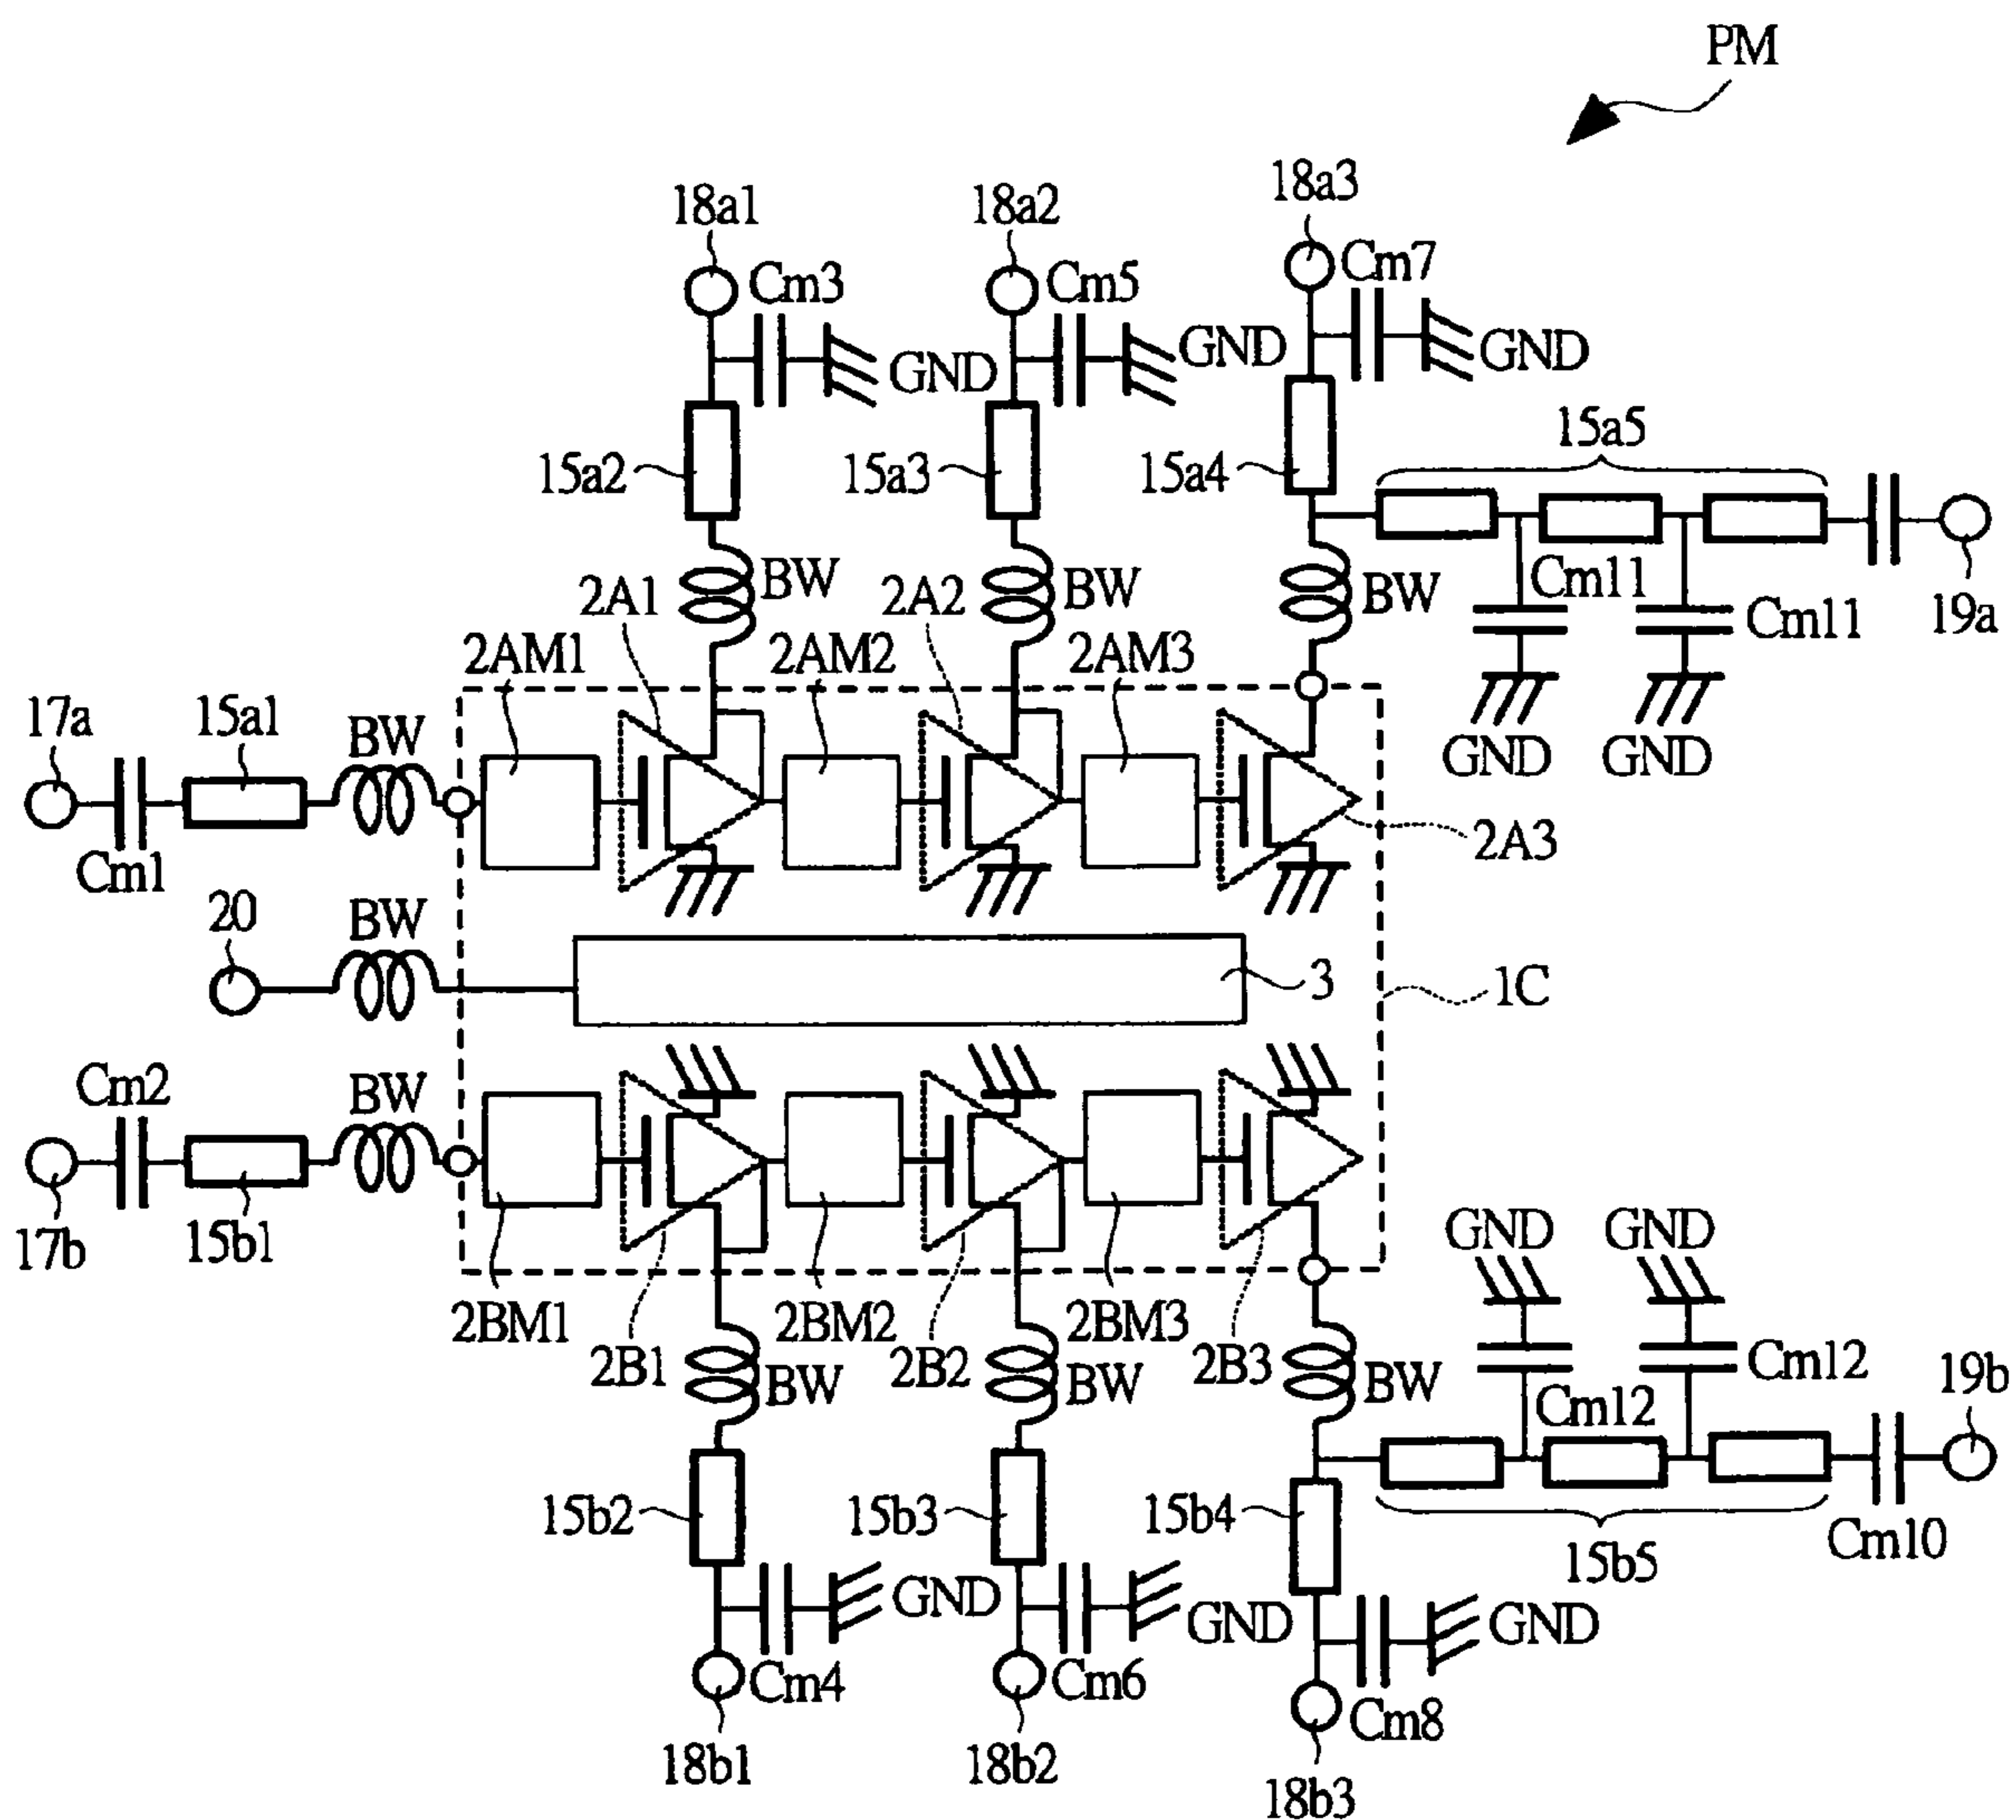 PM
18a1
18a2
18a3
Cm3
Cm5
Cm7
GND
GND
GND
15a2
15a3
15a4
15a5
BW
BW
BW
Cm11
Cm11
19a
2A1
2A2
2AM1
2AM2
2AM3
17a
15a1
BW
GND
GND
Cm1
2A3
20
BW
3
1C
Cm2
BW
17b
15b1
GND
GND
2BM1
2B1
2BM2
2B2
2BM3
2B3
BW
BW
BW
Cm12
Cm12
19b
15b2
15b3
15b4
15b5
Cm10
GND
GND
GND
Cm4
Cm6
Cm8
18b1
18b2
18b3